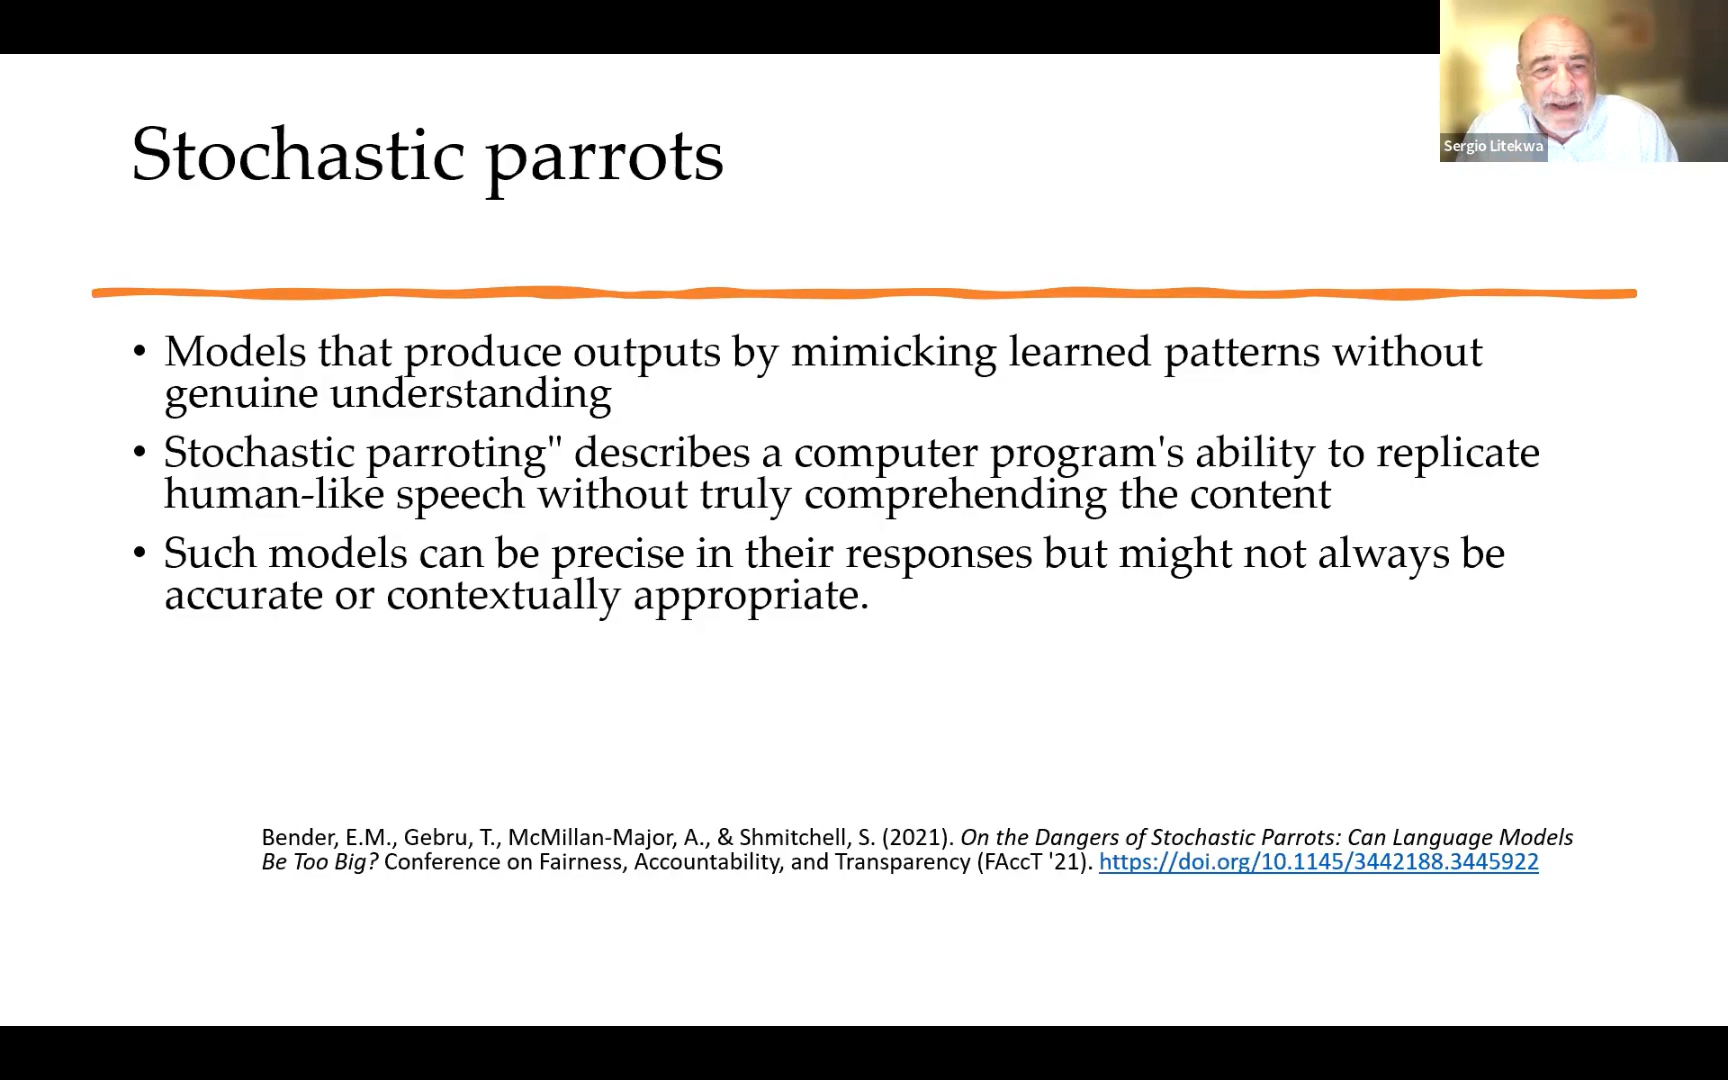 Stochastic parrots
Sergio Litekwa
• Models that produce outputs by mimicking learned patterns without
genuine understanding
• Stochastic parroting" describes a computer program's ability to replicate
human-like speech without truly comprehending the content
• Such models can be precise in their responses but might not always be
accurate or contextually appropriate.
Bender, E.M., Gebru, T., McMillan-Major, A., & Shmitchell, S. (2021). On the Dangers of Stochastic Parrots: Can Language Models
Be Too Big? Conference on Fairness, Accountability, and Transparency (FAccT '21). https://doi.org/10.1145/3442188.3445922